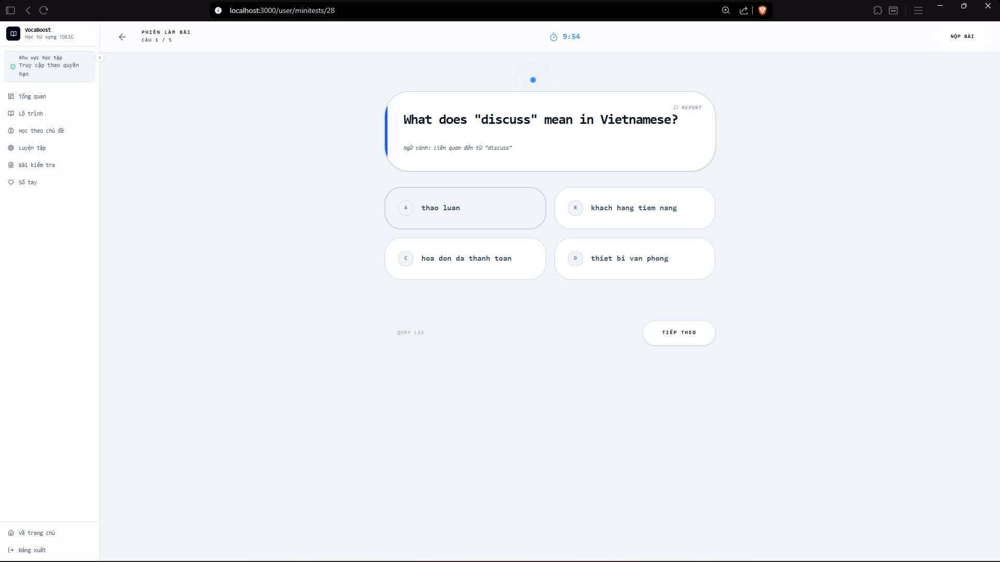 localhost:3000/user/minitests/28
VocaBoost
Học từ vựng TOEIC
Khu vực học tập
Truy cập theo quyền
hạn
Tổng quan
Lộ trình
Học theo chủ đề
Luyện tập
Bài kiểm tra
Sổ tay
Về trang chủ
Đăng xuất
PHIÊN LÀM BÀI
CÂU 1 / 5
9:54
NỘP BÀI
REPORT
What does "discuss" mean in Vietnamese?
Ngữ cảnh: Liên quan đến từ "discuss"
A thao luan
B khach hang tiem nang
C hoa don da thanh toan
D thiet bi van phong
QUAY LẠI
TIẾP THEO